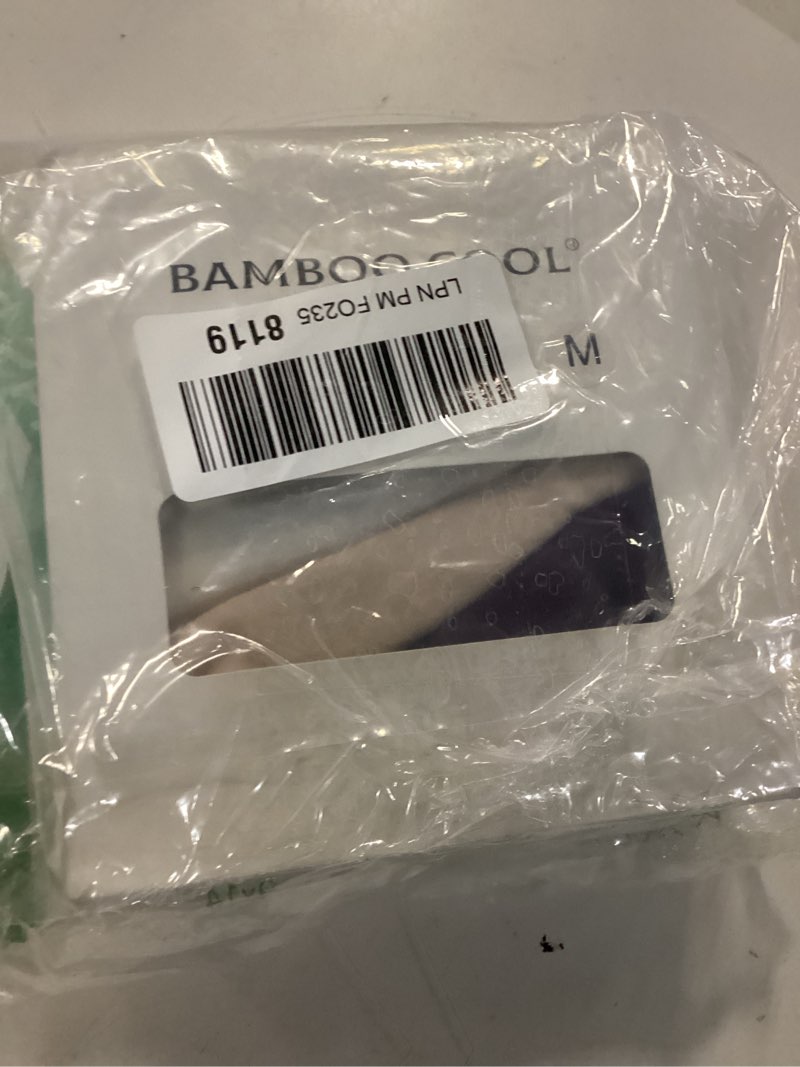 BAMBOO COOL®
LPN PM FO235 8119
M